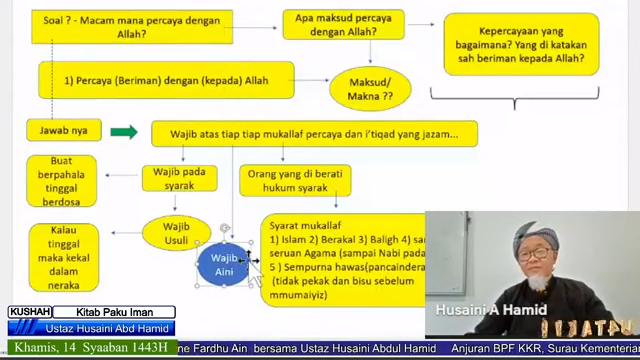 Soal ? - Macam mana percaya dengan
Allah?
Apa maksud percaya
dengan Allah?
Kepercayaan yang
bagaimana? Yang di katakan
sah beriman kepada Allah?
1) Percaya (Beriman) dengan (kepada) Allah
Maksud/
Makna ??
Jawab nya
Wajib atas tiap tiap mukallaf percaya dan i'tiqad yang jazam...
Buat
berpahala
tinggal
berdosa
Wajib pada
syarak
Orang yang di berati
hukum syarak
Kalau
tinggal
maka kekal
dalam
neraka
Wajib
Usuli
Wajib
Aini
Syarat mukallaf
1) Islam 2) Berakal 3) Baligh 4)
seruan Agama (sampai Nabi pada
5 ) Sempurna hawas(pancaindera
(tidak pekak dan bisu sebelum
mmumaiyiz)
Husaini A Hamid
KUSHAH
Kitab Paku Iman
Ustaz Husaini Abd Hamid
Khamis, 14 Syaaban 1443H
ne Fardhu Ain bersama Ustaz Husaini Abdul Hamid Anjuran BPF KKR, Surau Kementerian